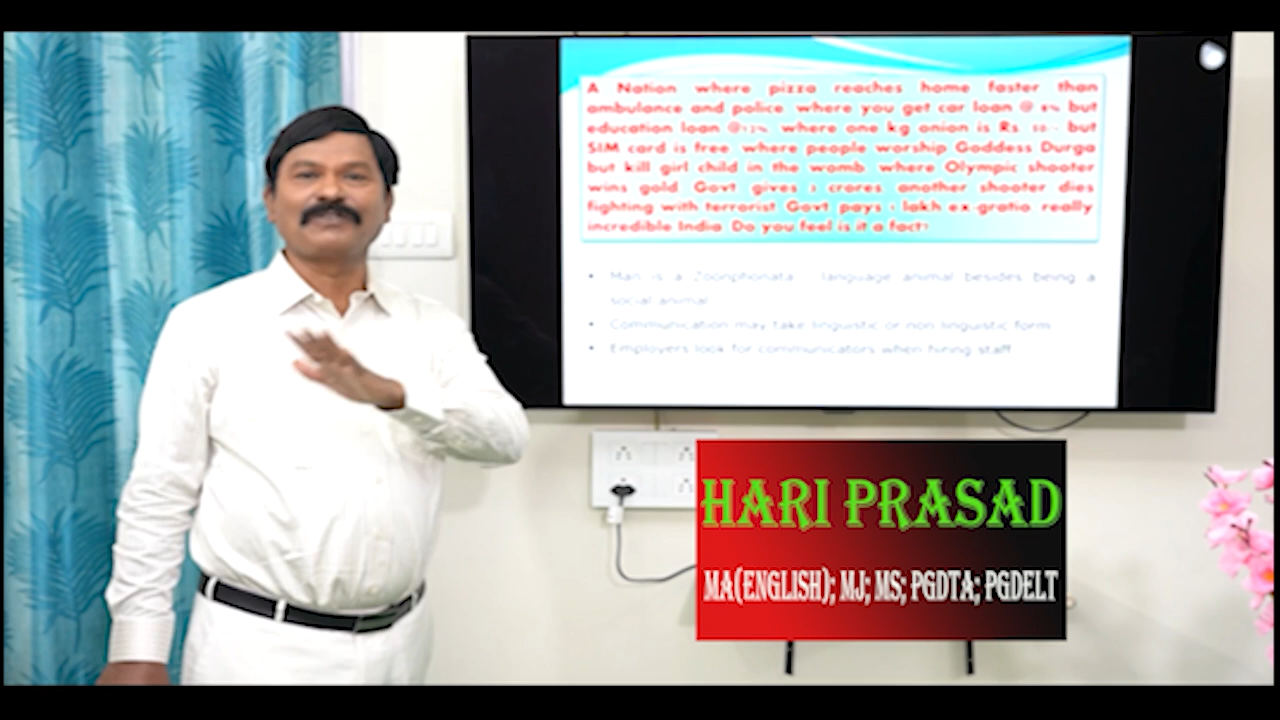 A Nation where pizza reaches home faster than
ambulance and police where you get car loan @ 8% but
education loan @12% where one kg onion is Rs but
SIM card is free where people worship Goddess Durga
but kill girl child in the womb where Olympic shooter
wins gold Govt gives 3 crores another shooter dies
fighting with terrorist Govt pays 1 lakh ex-gratia really
incredible India Do you feel is it a fact?
• Man is a Zoonphonata language animal besides being a
social animal
• Communication may take linguistic or non linguistic form
• Employers look for communicators when hiring staff
HARI PRASAD
MA(ENGLISH); MJ; MS; PGDTA; PGDELT